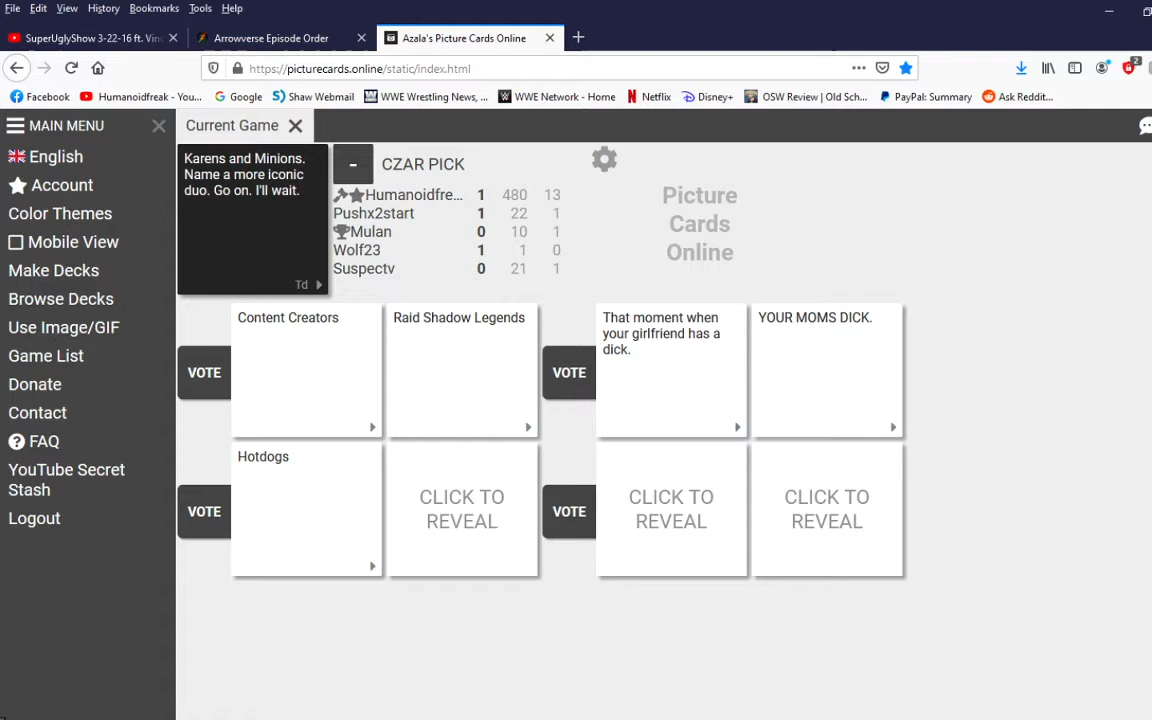 File Edit View History Bookmarks Tools Help
SuperUglyShow 3-22-16 ft. Vinc
Arrowverse Episode Order
Azala's Picture Cards Online
https://picturecards.online/static/index.html
2
Facebook
Humanoidfreak - You...
Google
Shaw Webmail
WWE Wrestling News, ...
WWE Network - Home
Netflix
Disney+
OSW Review | Old Sch...
PayPal: Summary
Ask Reddit...
MAIN MENU
Current Game
English
Account
Color Themes
Mobile View
Make Decks
Browse Decks
Use Image/GIF
Game List
Donate
Contact
FAQ
YouTube Secret
Stash
Logout
Karens and Minions.
Name a more iconic
duo. Go on. I'll wait.
Td
-
CZAR PICK
Humanoidfre... 1 480 13
Pushx2start 1 22 1
Mulan 0 10 1
Wolf23 1 1 0
Suspectv 0 21 1
Picture
Cards
Online
VOTE
Content Creators
Raid Shadow Legends
VOTE
That moment when
your girlfriend has a
dick.
YOUR MOMS DICK.
VOTE
Hotdogs
CLICK TO
REVEAL
VOTE
CLICK TO
REVEAL
CLICK TO
REVEAL